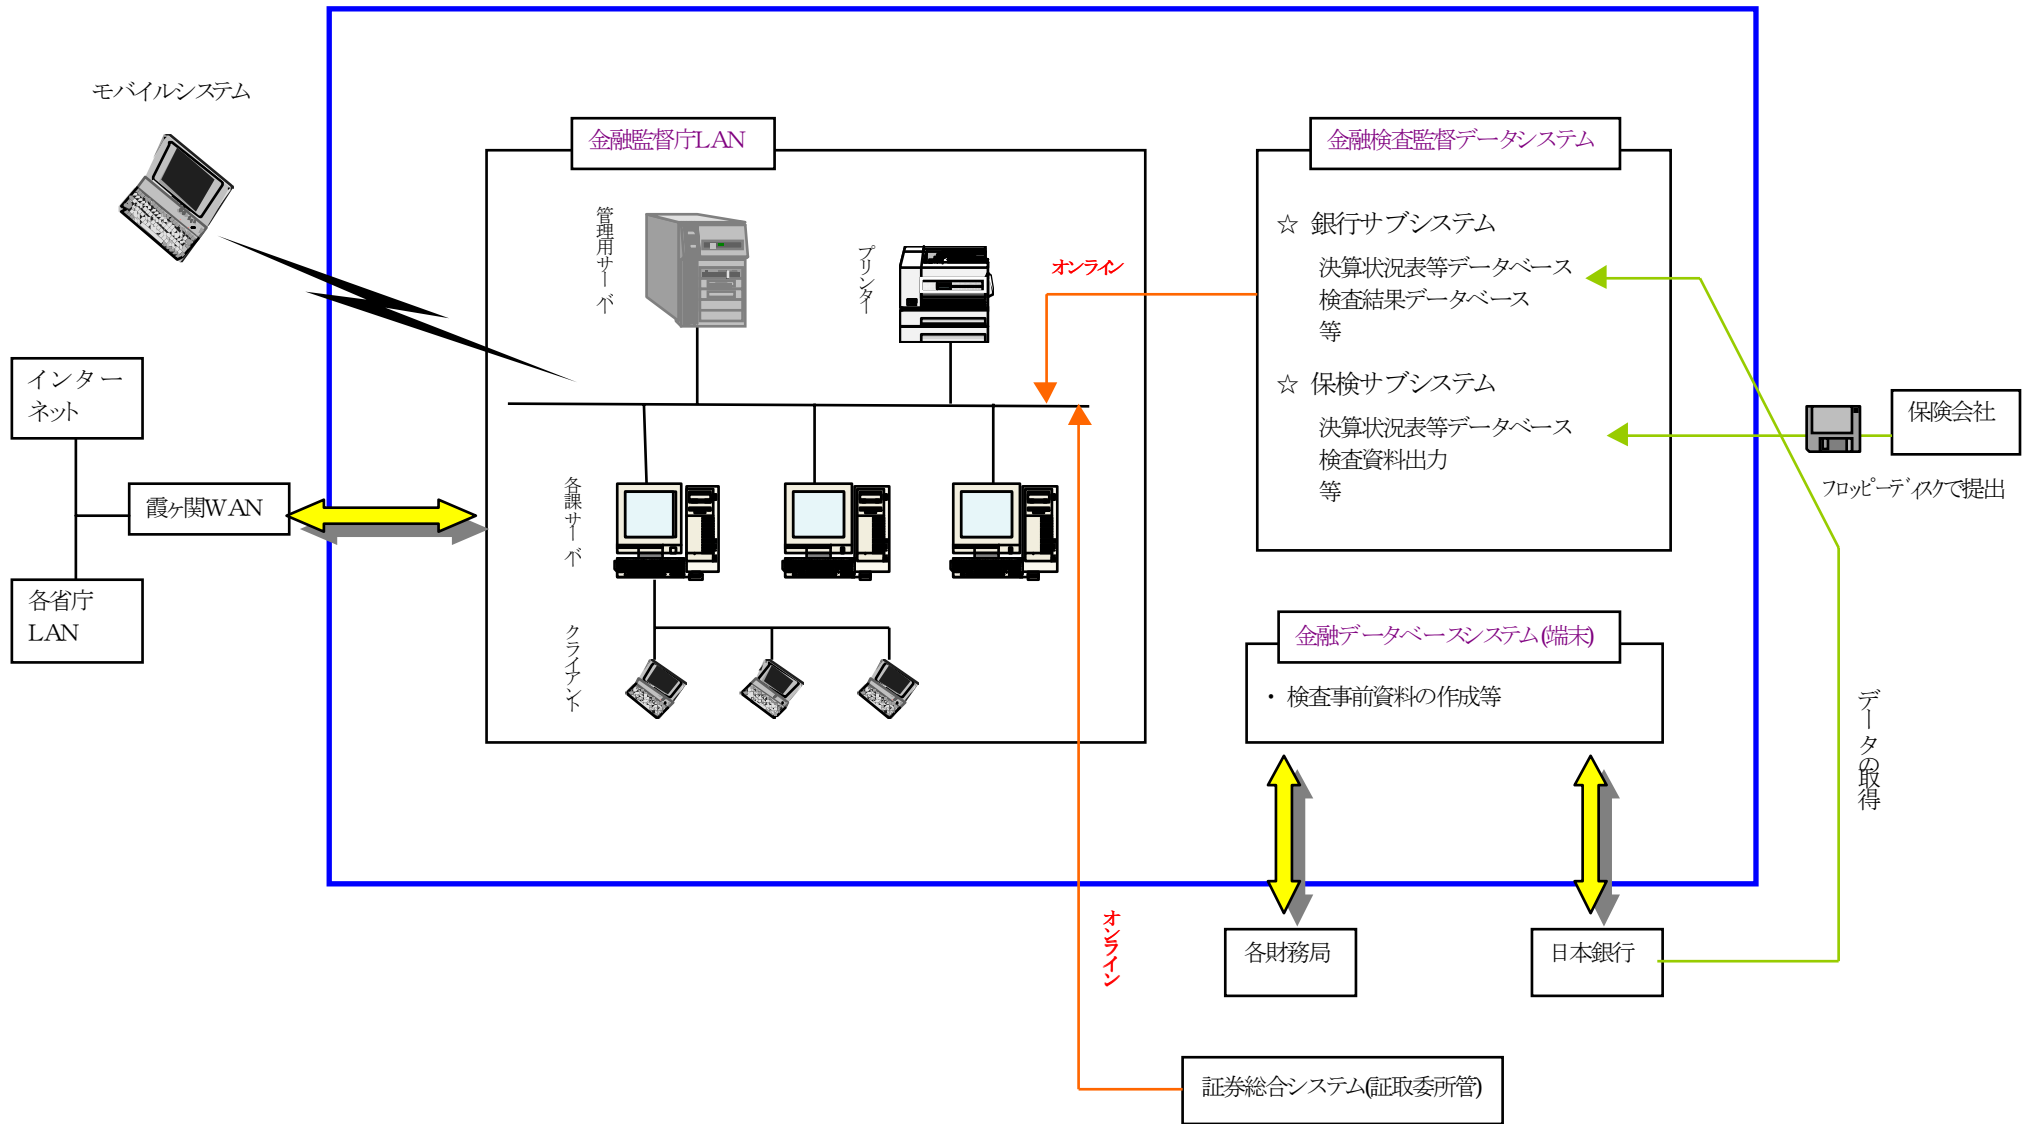 モバイルシステム
金融監督庁LAN
金融検査監督データシステム
管理用サーバ
プリンター
オンライン
☆ 銀行サブシステム
決算状況表等データベース
検査結果データベース
等
☆ 保検サブシステム
決算状況表等データベース
検査資料出力
等
インター
ネット
保険会社
フロッピーディスクで提出
霞ヶ関WAN
各課サーバ
各省庁
LAN
クライアント
金融データベースシステム(端末)
・ 検査事前資料の作成等
データの取得
オンライン
各財務局
日本銀行
証券総合システム(証取委所管)